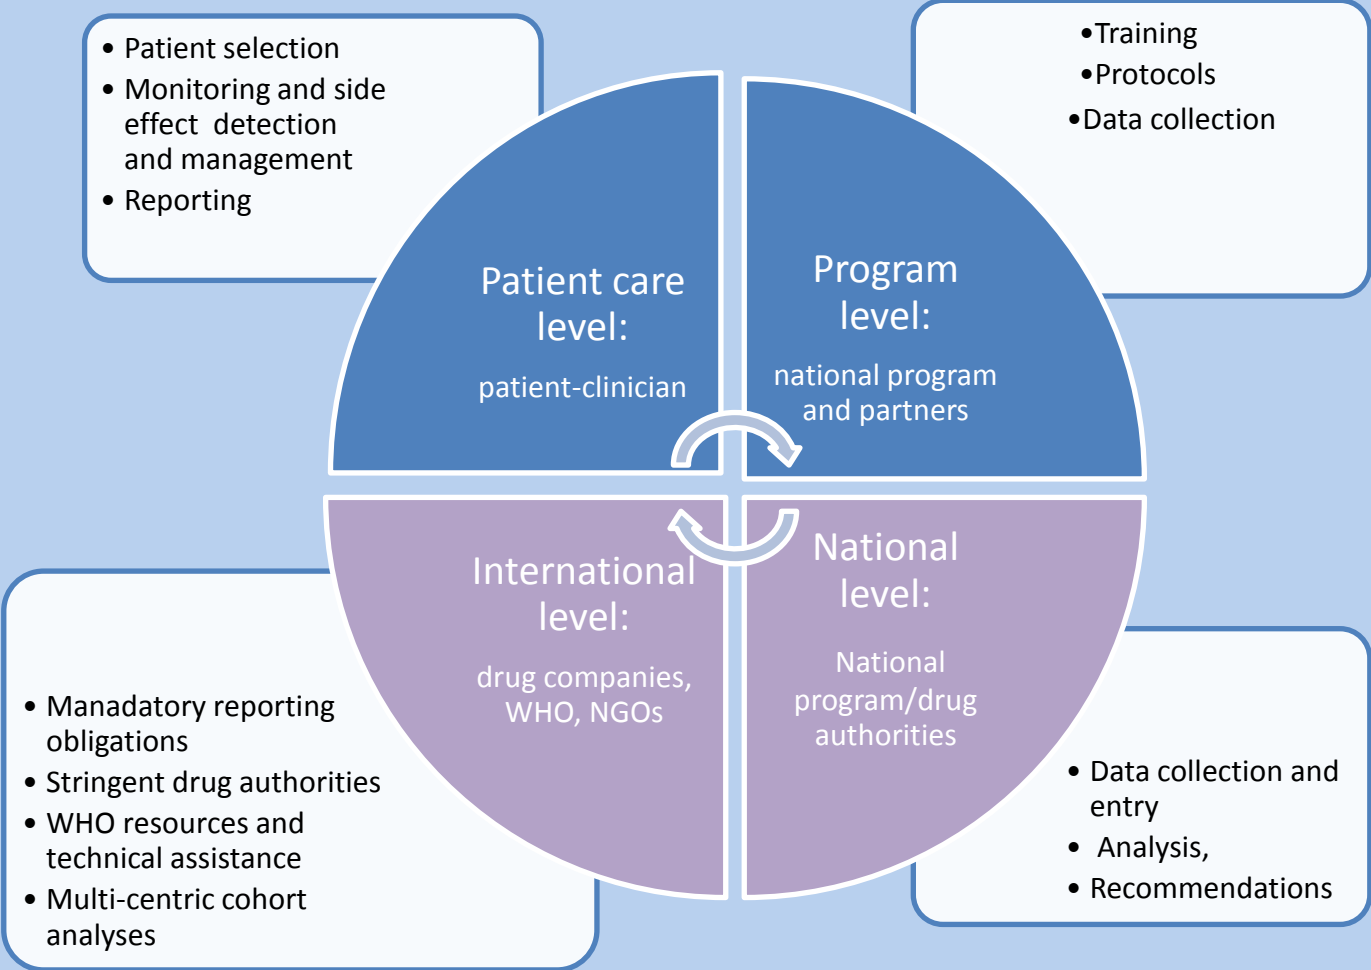 • Patient selection
• Monitoring and side
effect detection
and management
• Reporting
•Training
•Protocols
•Data collection
Patient care
level:
patient-clinician
Program
level:
national program
and partners
International
level:
drug companies,
WHO, NGOs
National
level:
National
program/drug
authorities
• Manadatory reporting
obligations
• Stringent drug authorities
• WHO resources and
technical assistance
• Multi-centric cohort
analyses
• Data collection and
entry
• Analysis,
• Recommendations